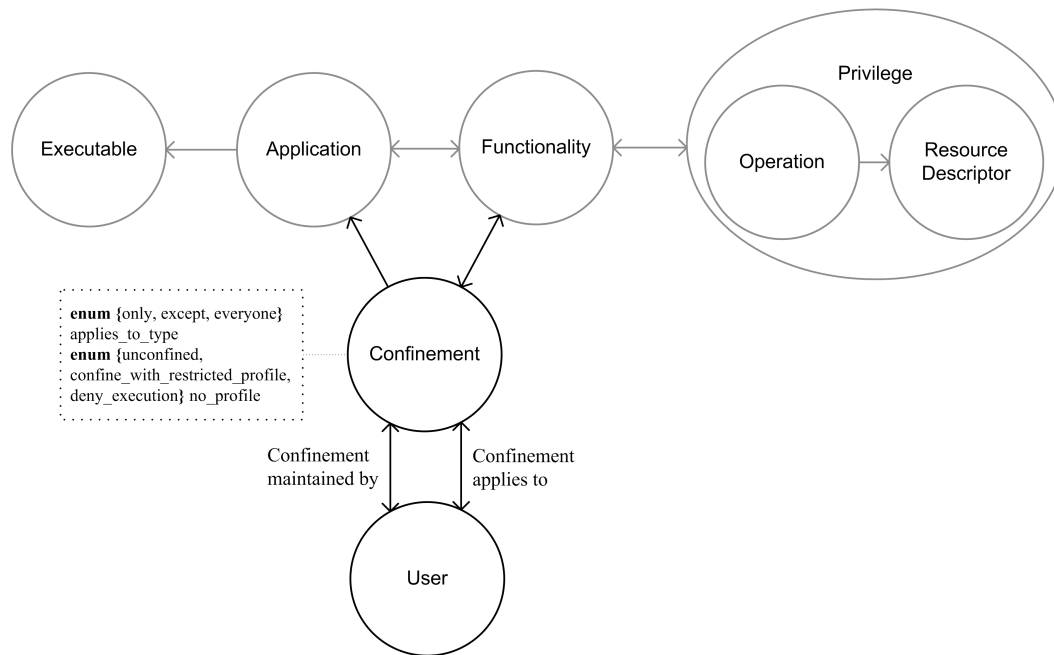 Privilege
Executable
Application
Functionality
Operation
Resource
Descriptor
enum {only, except, everyone}
applies_to_type
enum {unconfined,
confine_with_restricted_profile,
deny_execution} no_profile
Confinement
Confinement
maintained by
Confinement
applies to
User